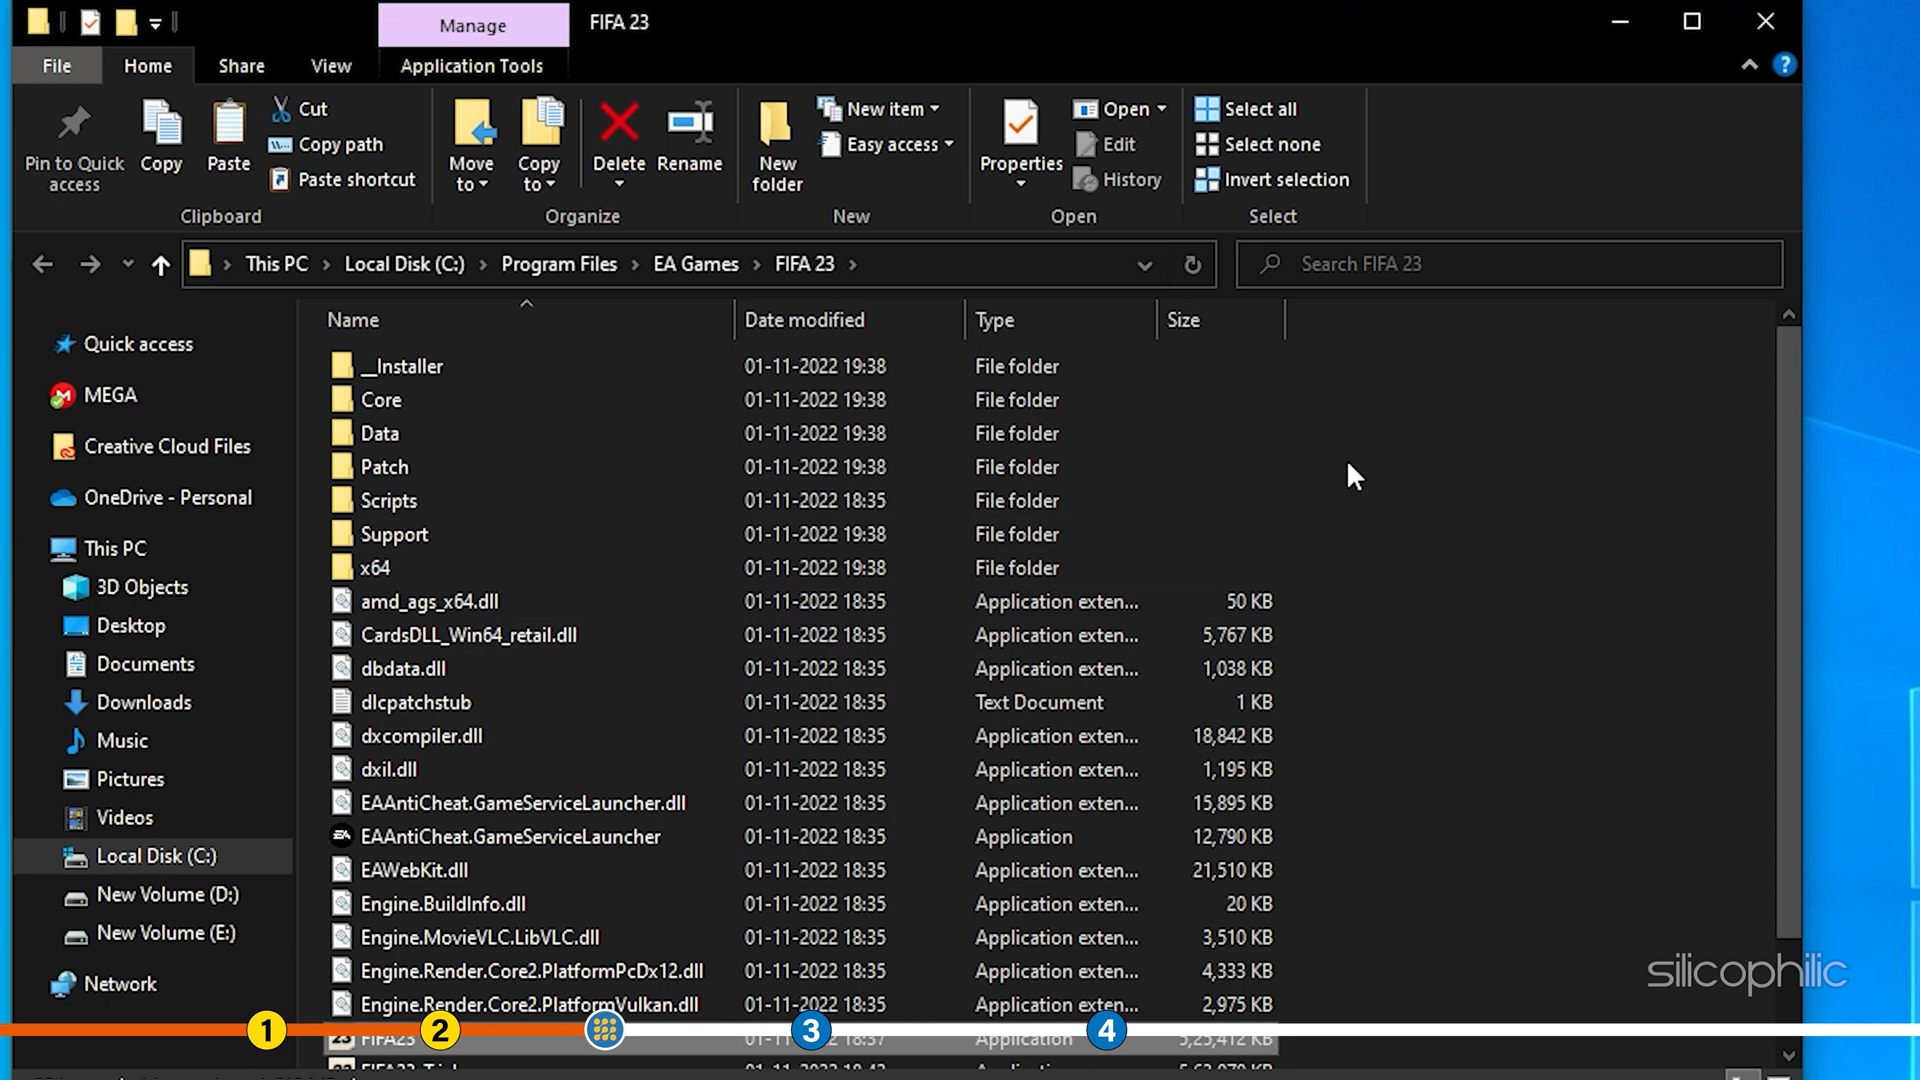 Manage
FIFA 23
File
Home
Share
View
Application Tools
?
Pin to Quick access
Copy
Paste
Cut
Copy path
Paste shortcut
Move to
Copy to
Delete
Rename
New folder
New item
Easy access
Properties
Open
Edit
History
Select all
Select none
Invert selection
Clipboard
Organize
New
Open
Select
This PC > Local Disk (C:) > Program Files > EA Games > FIFA 23 >
Search FIFA 23
Quick access
MEGA
Creative Cloud Files
OneDrive - Personal
This PC
3D Objects
Desktop
Documents
Downloads
Music
Pictures
Videos
Local Disk (C:)
New Volume (D:)
New Volume (E:)
Network
Name Date modified Type Size
__Installer 01-11-2022 19:38 File folder
Core 01-11-2022 19:38 File folder
Data 01-11-2022 19:38 File folder
Patch 01-11-2022 19:38 File folder
Scripts 01-11-2022 18:35 File folder
Support 01-11-2022 19:38 File folder
x64 01-11-2022 19:38 File folder
amd_ags_x64.dll 01-11-2022 18:35 Application exten... 50 KB
CardsDLL_Win64_retail.dll 01-11-2022 18:35 Application exten... 5,767 KB
dbdata.dll 01-11-2022 18:35 Application exten... 1,038 KB
dlcpatchstub 01-11-2022 18:35 Text Document 1 KB
dxcompiler.dll 01-11-2022 18:35 Application exten... 18,842 KB
dxil.dll 01-11-2022 18:35 Application exten... 1,195 KB
EAAntiCheat.GameServiceLauncher.dll 01-11-2022 18:35 Application exten... 15,895 KB
EAAntiCheat.GameServiceLauncher 01-11-2022 18:35 Application 12,790 KB
EAWebKit.dll 01-11-2022 18:35 Application exten... 21,510 KB
Engine.BuildInfo.dll 01-11-2022 18:35 Application exten... 20 KB
Engine.MovieVLC.LibVLC.dll 01-11-2022 18:35 Application exten... 3,510 KB
Engine.Render.Core2.PlatformPcDx12.dll 01-11-2022 18:35 Application exten... 4,333 KB
Engine.Render.Core2.PlatformVulkan.dll 01-11-2022 18:35 Application exten... 2,975 KB
FIFA23 01-11-2022 18:37 Application 5,25,412 KB
silicophilic
1 2 3 4